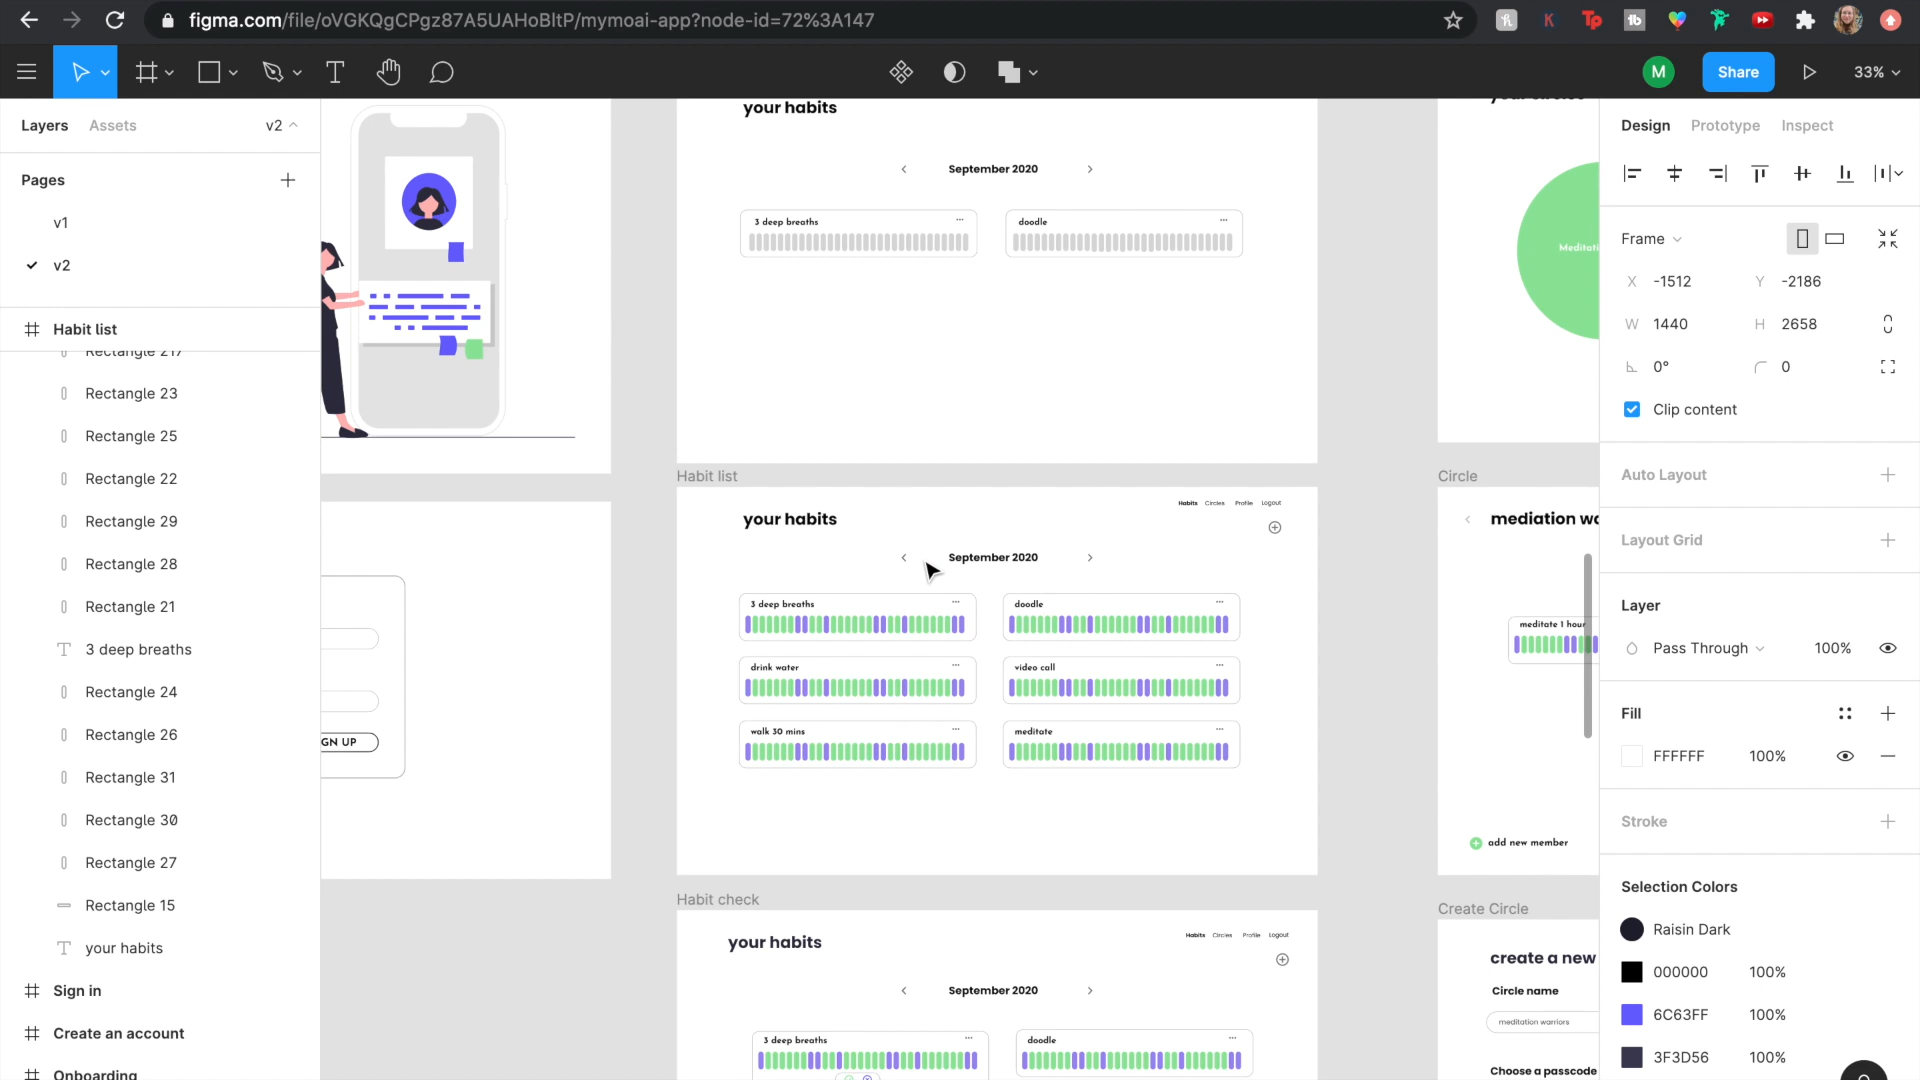 figma.com/file/oVGKQgCPgz87A5UAHoBItP/mymoai-app?node-id=72%3A147
M
Share
33%
Layers
Assets
v2
Pages
v1
v2
Habit list
Rectangle 217
Rectangle 23
Rectangle 25
Rectangle 22
Rectangle 29
Rectangle 28
Rectangle 21
3 deep breaths
Rectangle 24
Rectangle 26
Rectangle 31
Rectangle 30
Rectangle 27
Rectangle 15
your habits
Sign in
Create an account
Onboarding
GN UP
your habits
September 2020
3 deep breaths
doodle
Habit list
Habits Circles Profile Logout
your habits
September 2020
3 deep breaths
doodle
drink water
video call
walk 30 mins
meditate
Habit check
Habits Circles Profile Logout
your habits
September 2020
3 deep breaths
doodle
your circles
Meditati
Circle
mediation wa
meditate 1 hour
add new member
Create Circle
create a new
Circle name
meditation warriors
Choose a passcode
Design
Prototype
Inspect
Frame
X -1512
Y -2186
W 1440
H 2658
0°
0
Clip content
Auto Layout
Layout Grid
Layer
Pass Through
100%
Fill
FFFFFF
100%
Stroke
Selection Colors
Raisin Dark
000000
100%
6C63FF
100%
3F3D56
100%